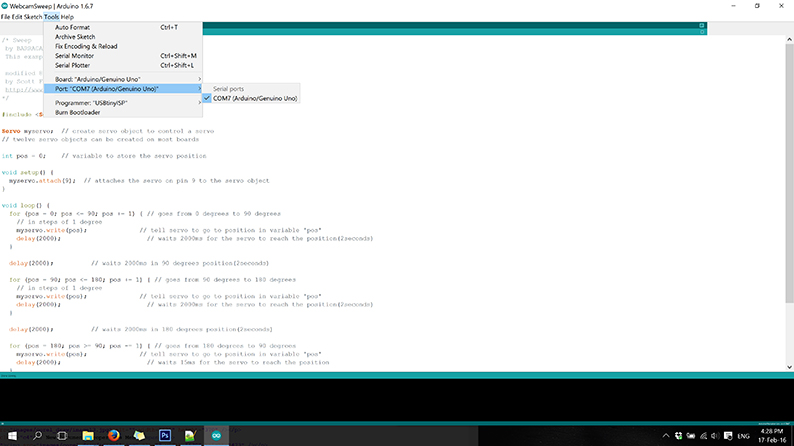 WebcamSweep | Arduino 1.6.7
File Edit Sketch Tools Help
Auto Format Ctrl+T
Archive Sketch
Fix Encoding & Reload
Serial Monitor Ctrl+Shift+M
Serial Plotter Ctrl+Shift+L
Board: "Arduino/Genuino Uno"
Port: "COM7 (Arduino/Genuino Uno)"
Serial ports
COM7 (Arduino/Genuino Uno)
Programmer: "USBtinyISP"
Burn Bootloader
/* Sweep
by BARRAGA
This examp
modified 8
by Scott F
http://www
*/
#include <S
Servo myservo; // create servo object to control a servo
// twelve servo objects can be created on most boards
int pos = 0; // variable to store the servo position
void setup() {
myservo.attach(9); // attaches the servo on pin 9 to the servo object
}
void loop() {
for (pos = 0; pos <= 90; pos += 1) { // goes from 0 degrees to 90 degrees
// in steps of 1 degree
myservo.write(pos); // tell servo to go to position in variable 'pos'
delay(2000); // waits 2000ms for the servo to reach the position(2seconds)
}
delay(2000); // waits 2000ms in 90 degrees position(2seconds)
for (pos = 90; pos <= 180; pos += 1) { // goes from 90 degrees to 180 degrees
// in steps of 1 degree
myservo.write(pos); // tell servo to go to position in variable 'pos'
delay(2000); // waits 2000ms for the servo to reach the position(2seconds)
}
delay(2000); // waits 2000ms in 180 degrees position(2seconds)
for (pos = 180; pos >= 90; pos -= 1) { // goes from 180 degrees to 90 degrees
myservo.write(pos); // tell servo to go to position in variable 'pos'
delay(2000); // waits 15ms for the servo to reach the position
Ps
ENG
4:28 PM
17-Feb-16